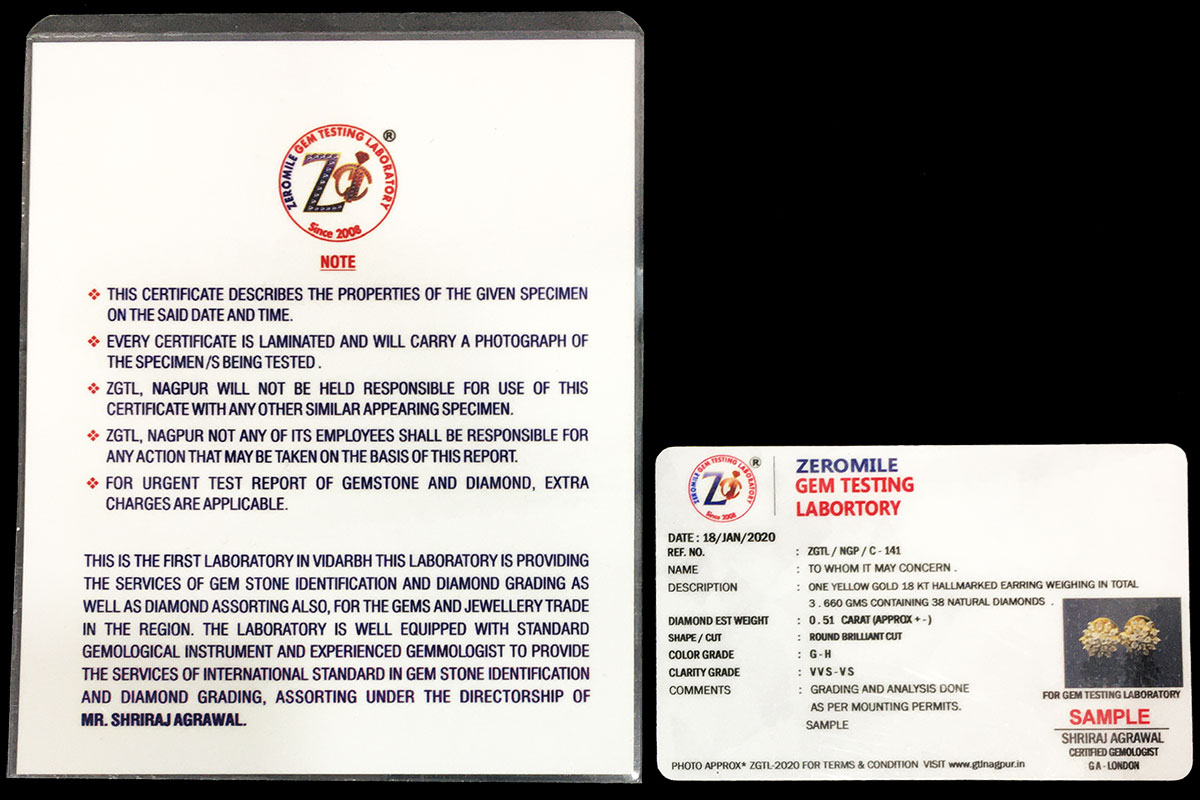 ZEROMILE GEM TESTING LABORATORY
®
Since 2008
NOTE
❖ THIS CERTIFICATE DESCRIBES THE PROPERTIES OF THE GIVEN SPECIMEN
ON THE SAID DATE AND TIME.
❖ EVERY CERTIFICATE IS LAMINATED AND WILL CARRY A PHOTOGRAPH OF
THE SPECIMEN/S BEING TESTED .
❖ ZGTL, NAGPUR WILL NOT BE HELD RESPONSIBLE FOR USE OF THIS
CERTIFICATE WITH ANY OTHER SIMILAR APPEARING SPECIMEN.
❖ ZGTL, NAGPUR NOT ANY OF ITS EMPLOYEES SHALL BE RESPONSIBLE FOR
ANY ACTION THAT MAY BE TAKEN ON THE BASIS OF THIS REPORT.
❖ FOR URGENT TEST REPORT OF GEMSTONE AND DIAMOND, EXTRA
CHARGES ARE APPLICABLE.
THIS IS THE FIRST LABORATORY IN VIDARBH THIS LABORATORY IS PROVIDING
THE SERVICES OF GEM STONE IDENTIFICATION AND DIAMOND GRADING AS
WELL AS DIAMOND ASSORTING ALSO, FOR THE GEMS AND JEWELLERY TRADE
IN THE REGION. THE LABORATORY IS WELL EQUIPPED WITH STANDARD
GEMOLOGICAL INSTRUMENT AND EXPERIENCED GEMMOLOGIST TO PROVIDE
THE SERVICES OF INTERNATIONAL STANDARD IN GEM STONE IDENTIFICATION
AND DIAMOND GRADING, ASSORTING UNDER THE DIRECTORSHIP OF
MR. SHRIRAJ AGRAWAL.
ZEROMILE GEM TESTING LABORATORY
®
Since 2008
ZEROMILE
GEM TESTING
LABORTORY
DATE : 18/JAN/2020
REF. NO. : ZGTL / NGP / C - 141
NAME : TO WHOM IT MAY CONCERN .
DESCRIPTION : ONE YELLOW GOLD 18 KT HALLMARKED EARRING WEIGHING IN TOTAL
3 . 660 GMS CONTAINING 38 NATURAL DIAMONDS .
DIAMOND EST WEIGHT : 0.51 CARAT (APPROX + -)
SHAPE / CUT : ROUND BRILLIANT CUT
COLOR GRADE : G - H
CLARITY GRADE : VVS - VS
COMMENTS : GRADING AND ANALYSIS DONE
AS PER MOUNTING PERMITS.
SAMPLE
FOR GEM TESTING LABORATORY
SAMPLE
SHRIRAJ AGRAWAL
CERTIFIED GEMOLOGIST
G A - LONDON
PHOTO APPROX* ZGTL-2020 FOR TERMS & CONDITION VISIT www.gtlnagpur.in